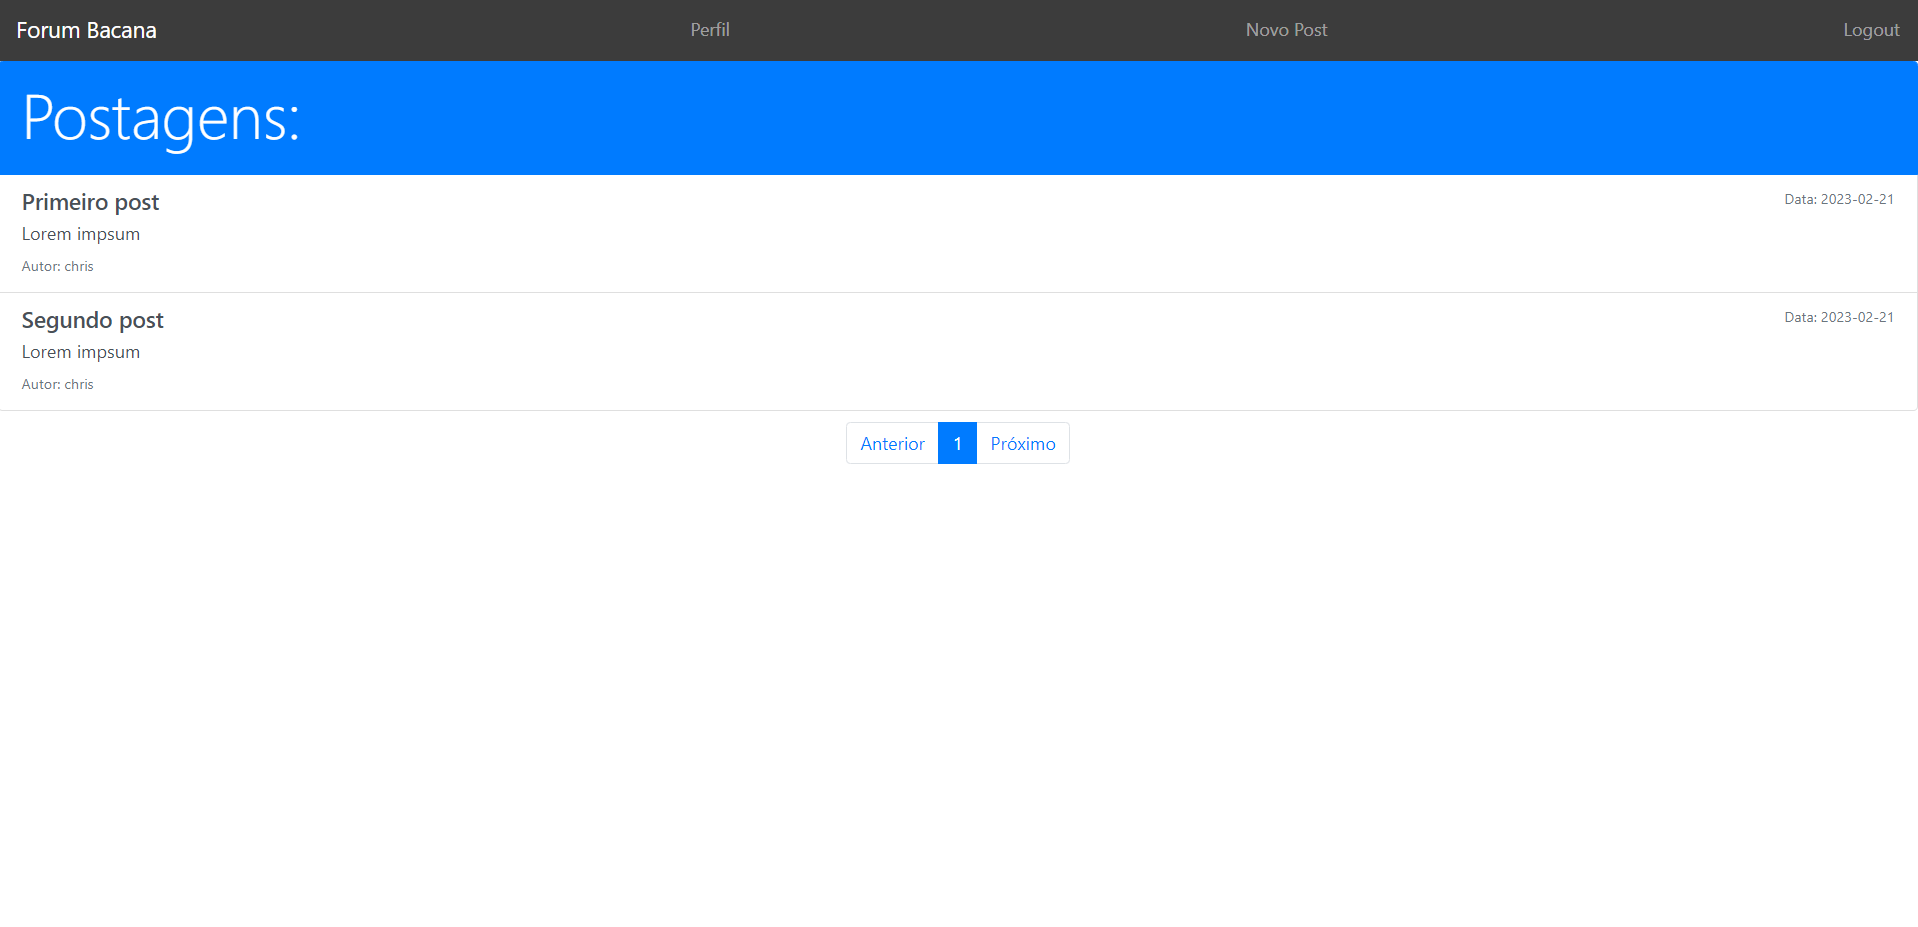 Forum Bacana Perfil Novo Post Logout
Postagens:
Primeiro post Data: 2023-02-21
Lorem impsum
Autor: chris
Segundo post Data: 2023-02-21
Lorem impsum
Autor: chris
Anterior 1 Próximo